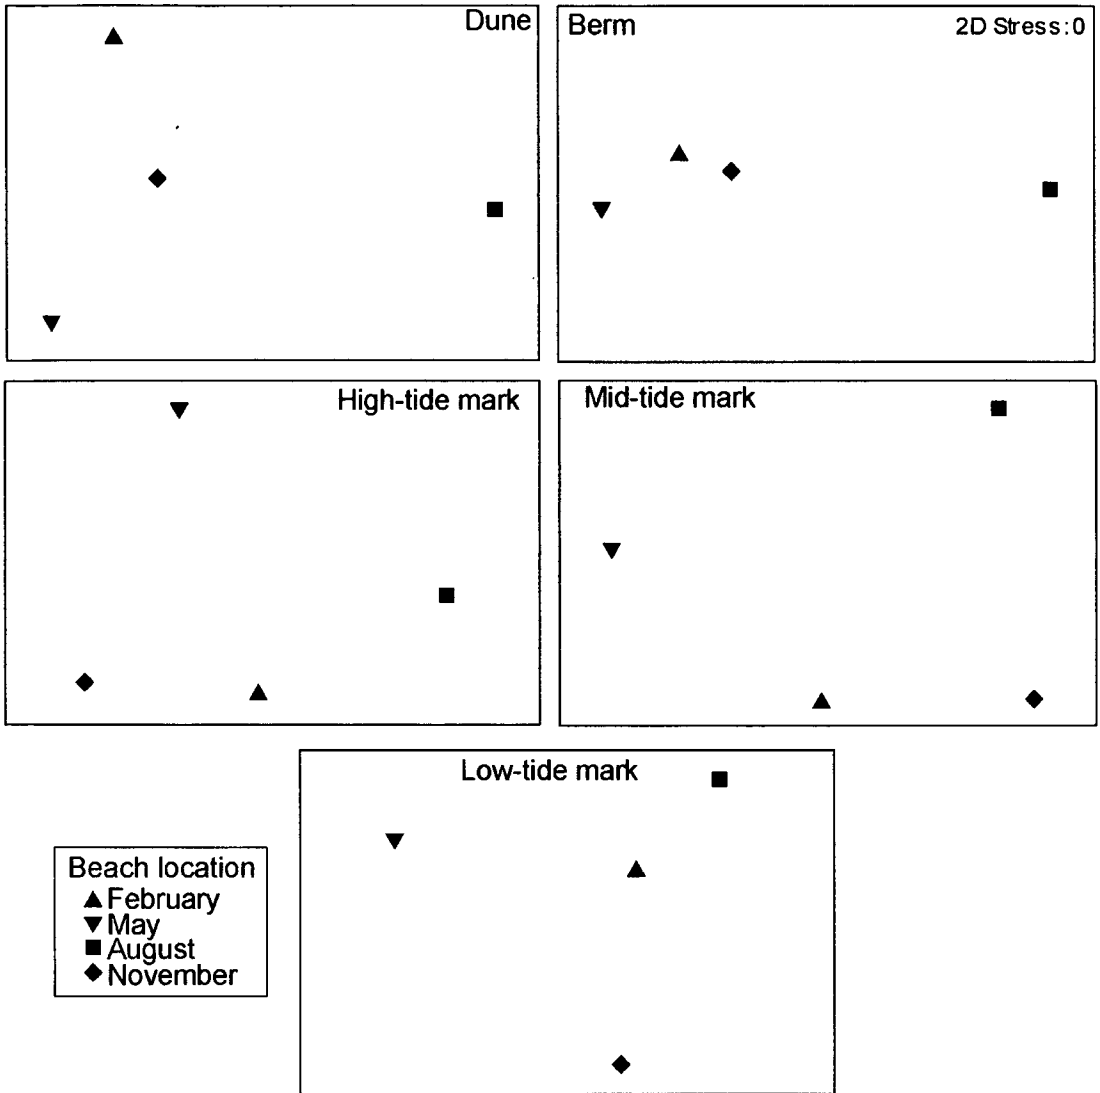 Dune
Berm
2D Stress:0
High-tide mark
Mid-tide mark
Low-tide mark
Beach location
February
May
August
November